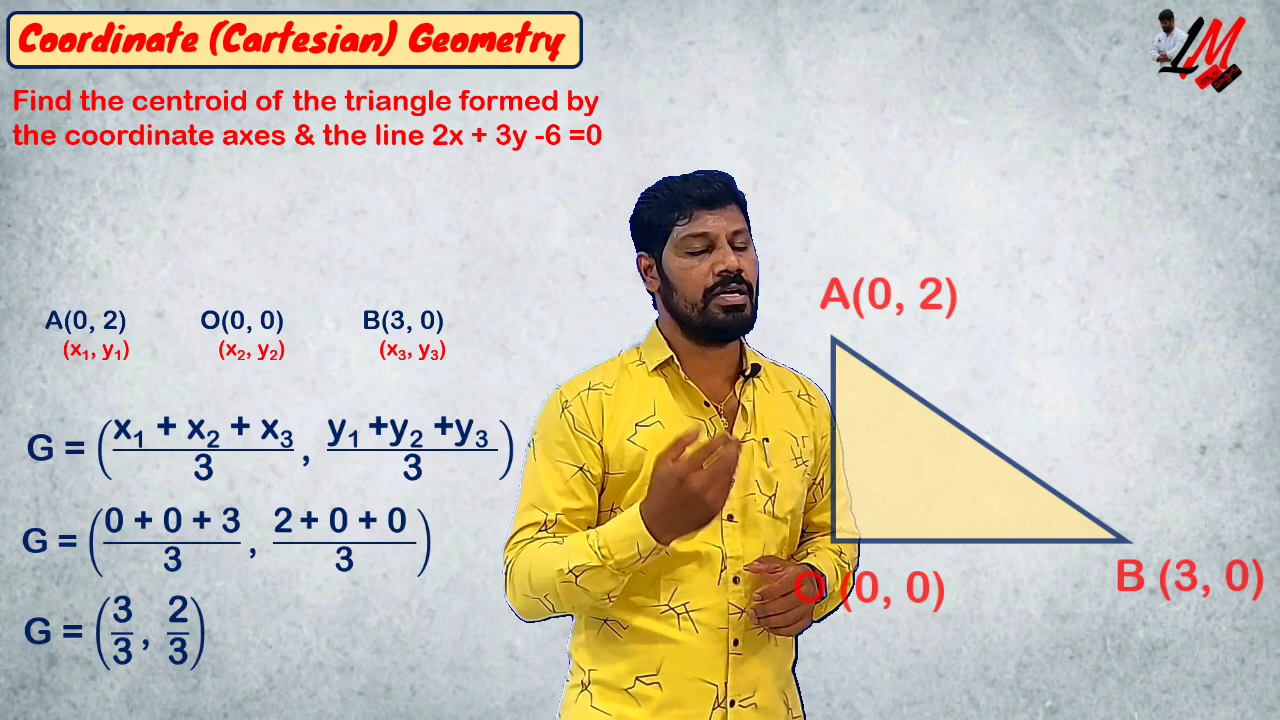 Coordinate (Cartesian) Geometry
LM
Find the centroid of the triangle formed by
the coordinate axes & the line 2x + 3y -6 =0
A(0, 2)
A(0, 2) O(0, 0) B(3, 0)
(x₁, y₁) (x₂, y₂) (x₃, y₃)
G = (x₁ + x₂ + x₃ / 3 , y₁ +y₂ +y₃ / 3)
G = (0 + 0 + 3 / 3 , 2 + 0 + 0 / 3)
O (0, 0) B (3, 0)
G = (3/3 , 2/3)